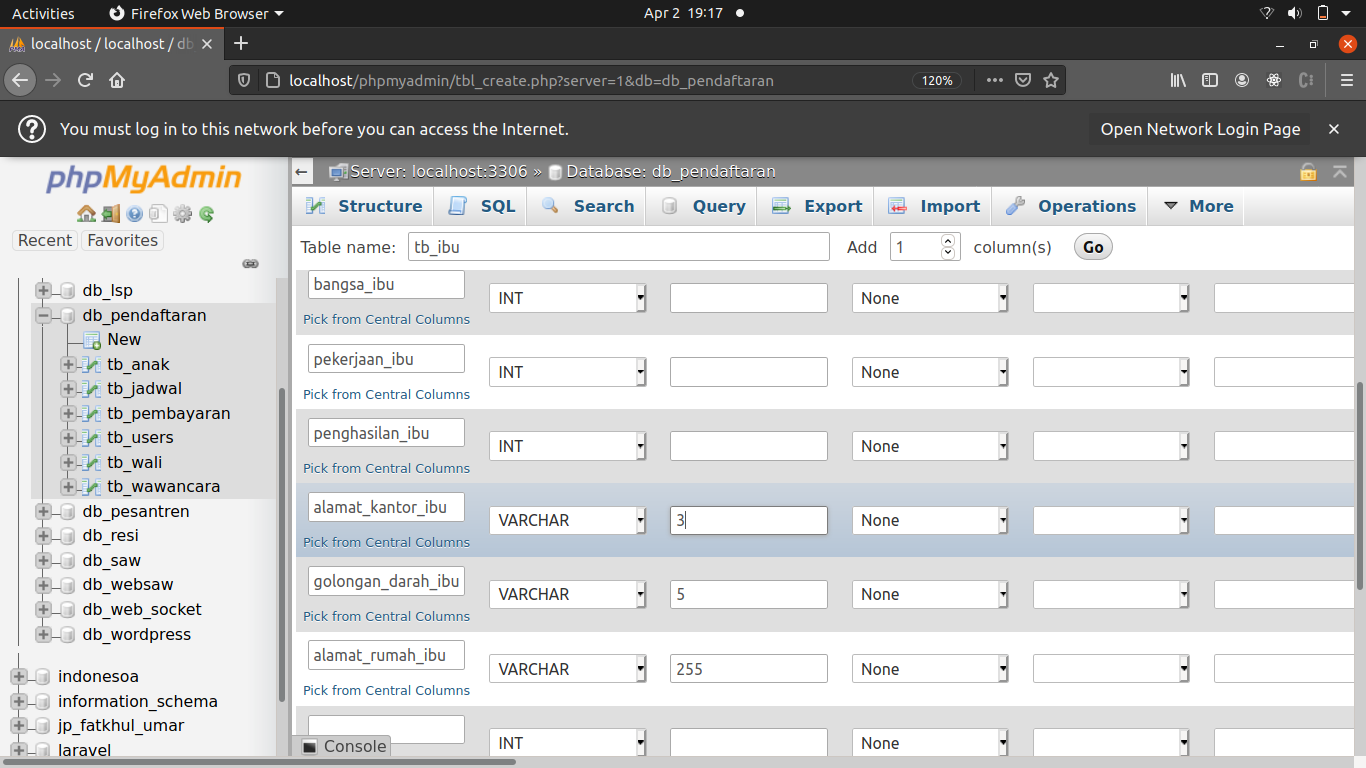 Activities Firefox Web Browser Apr 2 19:17
localhost / localhost / db
localhost/phpmyadmin/tbl_create.php?server=1&db=db_pendaftaran 120%
You must log in to this network before you can access the Internet. Open Network Login Page
phpMyAdmin
Recent Favorites
db_lsp
db_pendaftaran
New
tb_anak
tb_jadwal
tb_pembayaran
tb_users
tb_wali
tb_wawancara
db_pesantren
db_resi
db_saw
db_websaw
db_web_socket
db_wordpress
indonesoa
information_schema
jp_fatkhul_umar
laravel
Server: localhost:3306 » Database: db_pendaftaran
Structure SQL Search Query Export Import Operations More
Table name: tb_ibu Add 1 column(s) Go
bangsa_ibu INT None
Pick from Central Columns
pekerjaan_ibu INT None
Pick from Central Columns
penghasilan_ibu INT None
Pick from Central Columns
alamat_kantor_ibu VARCHAR 3 None
Pick from Central Columns
golongan_darah_ibu VARCHAR 5 None
Pick from Central Columns
alamat_rumah_ibu VARCHAR 255 None
Pick from Central Columns
INT None
Console